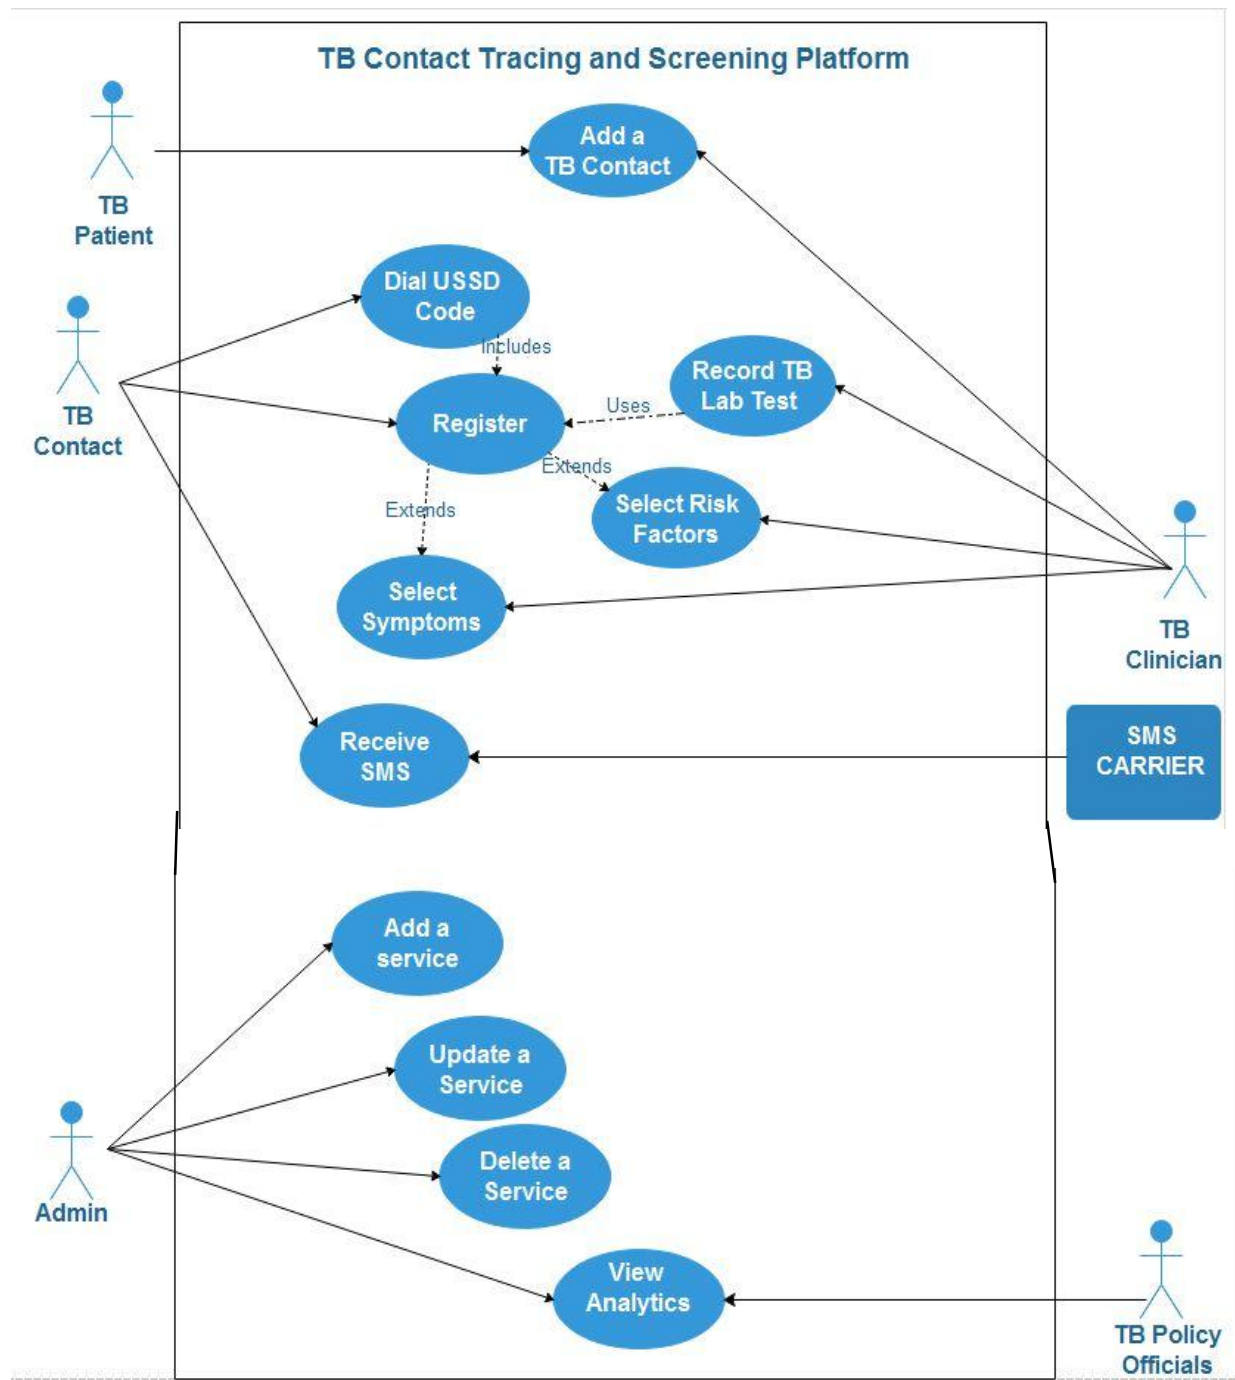 TB Contact Tracing and Screening Platform
Add a
TB Contact
TB
Patient
Dial USSD
Code
Includes
Record TB
Lab Test
Uses
Register
TB
Contact
Extends
Select Risk
Factors
Extends
Select
Symptoms
TB
Clinician
Receive
SMS
SMS
CARRIER
Add a
service
Update a
Service
Delete a
Service
Admin
View
Analytics
TB Policy
Officials